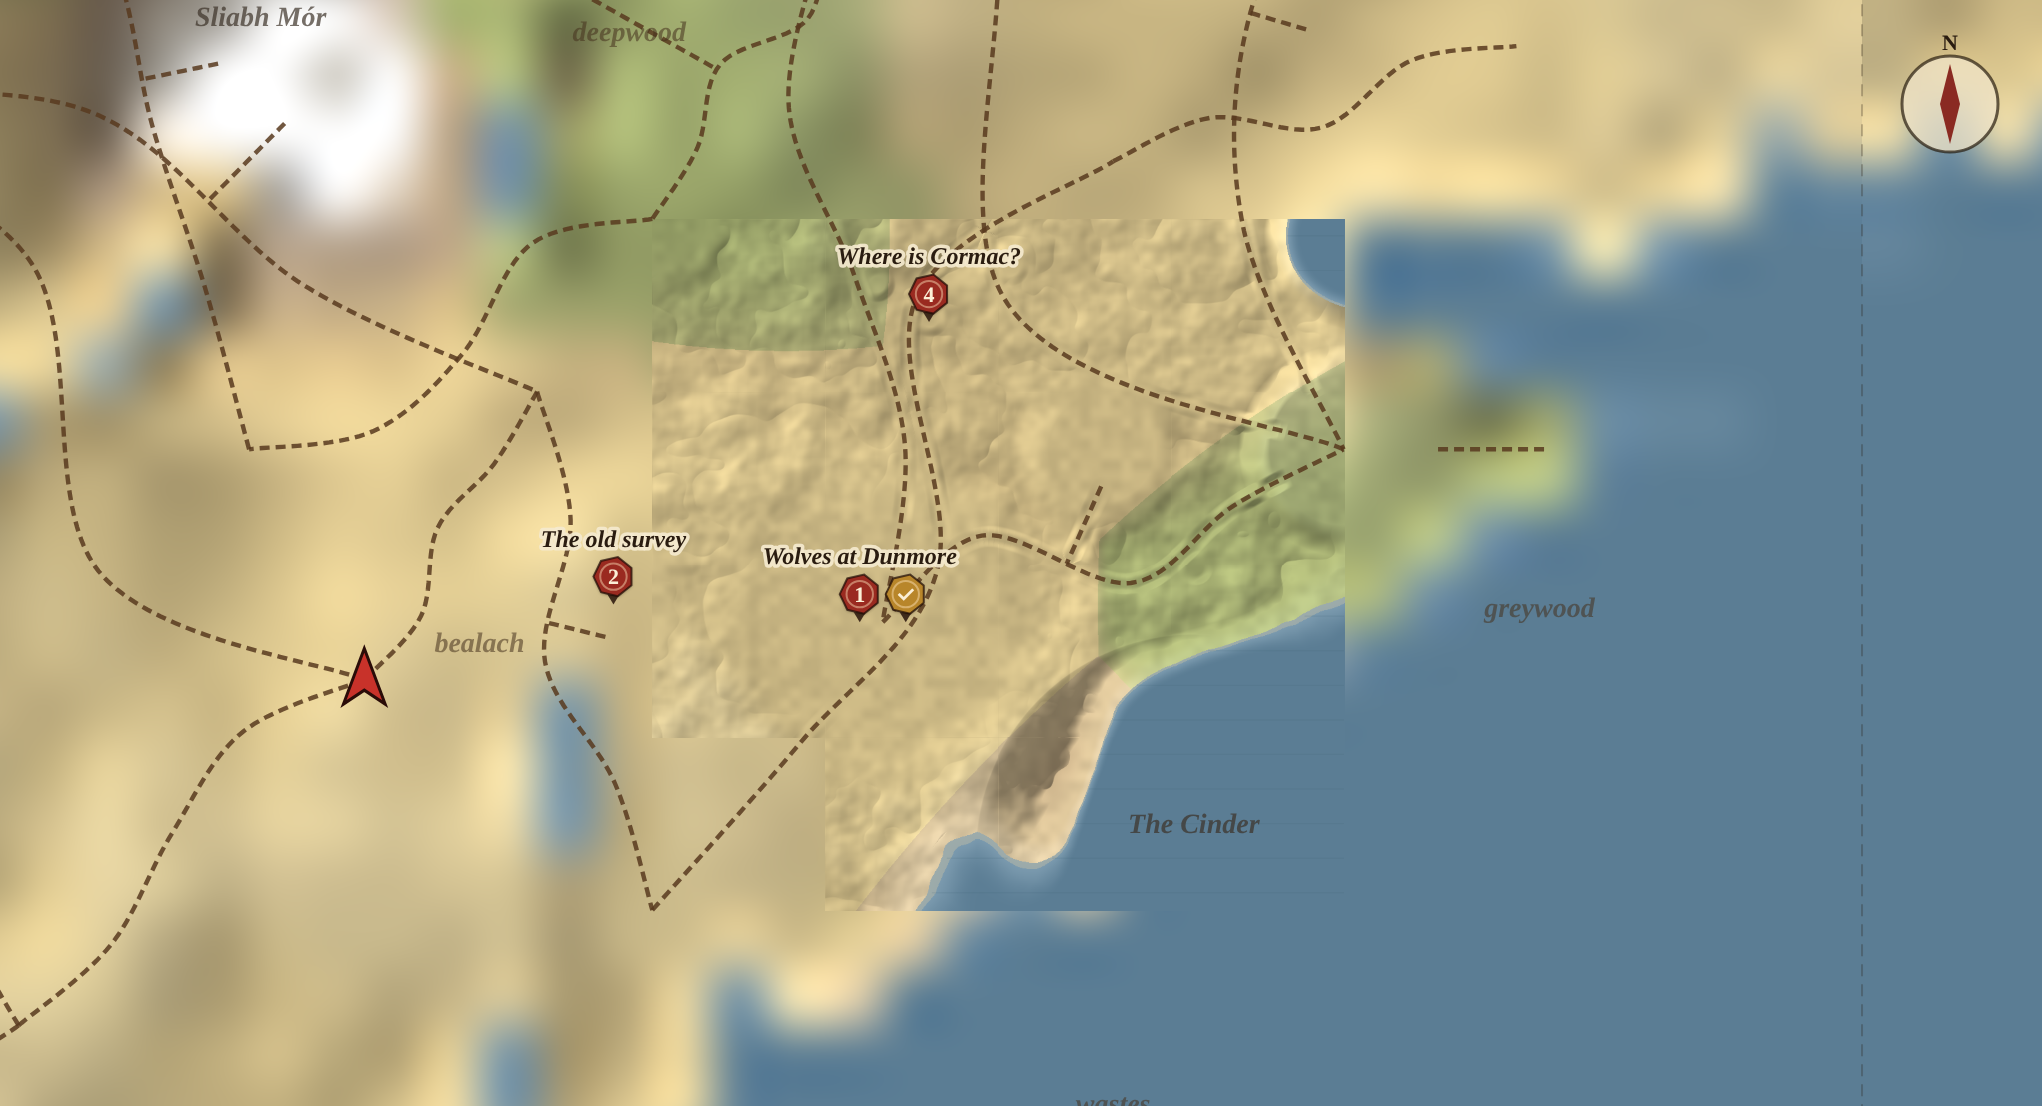 Sliabh Mór
deepwood
N
Where is Cormac?
4
The old survey
2
Wolves at Dunmore
1
greywood
bealach
The Cinder
wastes